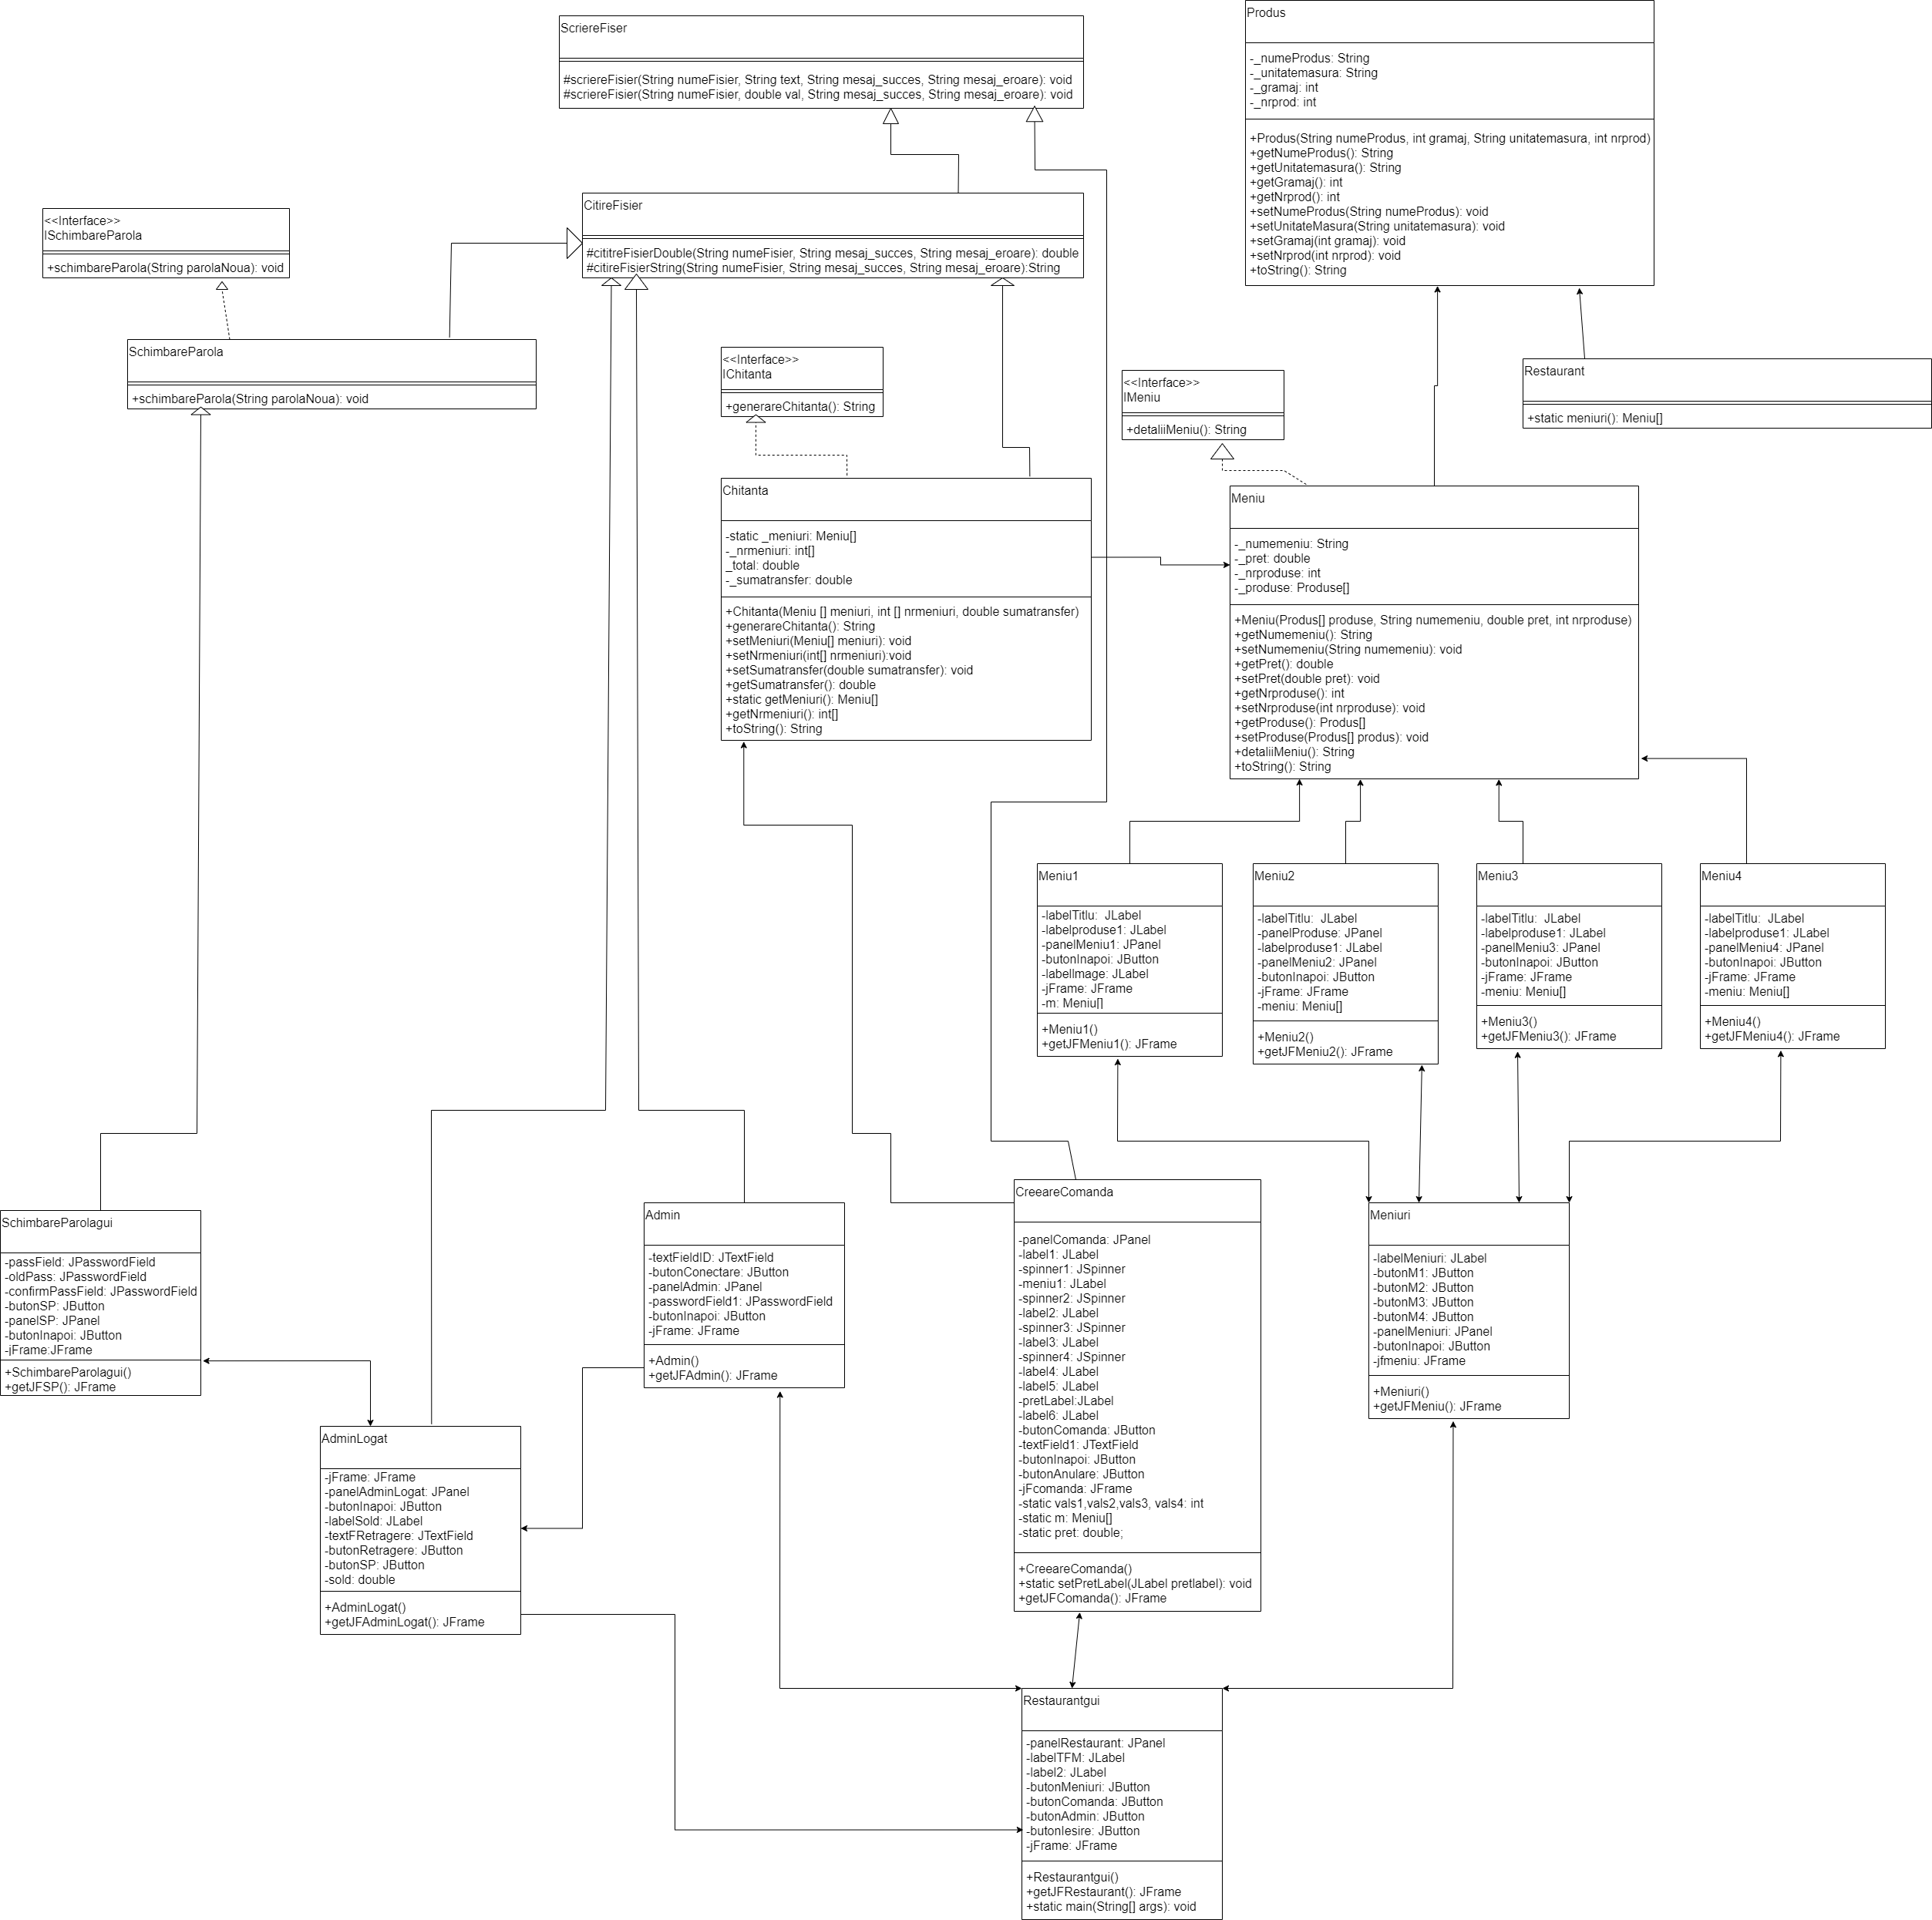 ScriereFiser
#scriereFisier(String numeFisier, String text, String mesaj_succes, String mesaj_eroare): void
#scriereFisier(String numeFisier, double val, String mesaj_succes, String mesaj_eroare): void
Produs
-_numeProdus: String
-_unitatemasura: String
-_gramaj: int
-_nrprod: int
+Produs(String numeProdus, int gramaj, String unitatemasura, int nrprod)
+getNumeProdus(): String
+getUnitatemasura(): String
+getGramaj(): int
+getNrprod(): int
+setNumeProdus(String numeProdus): void
+setUnitateMasura(String unitatemasura): void
+setGramaj(int gramaj): void
+setNrprod(int nrprod): void
+toString(): String
CitireFisier
#cititreFisierDouble(String numeFisier, String mesaj_succes, String mesaj_eroare): double
#citireFisierString(String numeFisier, String mesaj_succes, String mesaj_eroare):String
<<Interface>>
ISchimbareParola
+schimbareParola(String parolaNoua): void
SchimbareParola
+schimbareParola(String parolaNoua): void
<<Interface>>
IChitanta
+generareChitanta(): String
<<Interface>>
IMeniu
+detaliiMeniu(): String
Restaurant
+static meniuri(): Meniu[]
Chitanta
-static _meniuri: Meniu[]
-_nrmeniuri: int[]
_total: double
-_sumatransfer: double
+Chitanta(Meniu [] meniuri, int [] nrmeniuri, double sumatransfer)
+generareChitanta(): String
+setMeniuri(Meniu[] meniuri): void
+setNrmeniuri(int[] nrmeniuri):void
+setSumatransfer(double sumatransfer): void
+getSumatransfer(): double
+static getMeniuri(): Meniu[]
+getNrmeniuri(): int[]
+toString(): String
Meniu
-_numemeniu: String
-_pret: double
-_nrproduse: int
-_produse: Produse[]
+Meniu(Produs[] produse, String numemeniu, double pret, int nrproduse)
+getNumemeniu(): String
+setNumemeniu(String numemeniu): void
+getPret(): double
+setPret(double pret): void
+getNrproduse(): int
+setNrproduse(int nrproduse): void
+getProduse(): Produs[]
+setProduse(Produs[] produs): void
+detaliiMeniu(): String
+toString(): String
Meniu1
-labelTitlu:  JLabel
-labelproduse1: JLabel
-panelMeniu1: JPanel
-butonInapoi: JButton
-labelImage: JLabel
-jFrame: JFrame
-m: Meniu[]
+Meniu1()
+getJFMeniu1(): JFrame
Meniu2
-labelTitlu:  JLabel
-panelProduse: JPanel
-labelproduse1: JLabel
-panelMeniu2: JPanel
-butonInapoi: JButton
-jFrame: JFrame
-meniu: Meniu[]
+Meniu2()
+getJFMeniu2(): JFrame
Meniu3
-labelTitlu:  JLabel
-labelproduse1: JLabel
-panelMeniu3: JPanel
-butonInapoi: JButton
-jFrame: JFrame
-meniu: Meniu[]
+Meniu3()
+getJFMeniu3(): JFrame
Meniu4
-labelTitlu:  JLabel
-labelproduse1: JLabel
-panelMeniu4: JPanel
-butonInapoi: JButton
-jFrame: JFrame
-meniu: Meniu[]
+Meniu4()
+getJFMeniu4(): JFrame
SchimbareParolagui
-passField: JPasswordField
-oldPass: JPasswordField
-confirmPassField: JPasswordField
-butonSP: JButton
-panelSP: JPanel
-butonInapoi: JButton
-jFrame:JFrame
+SchimbareParolagui()
+getJFSP(): JFrame
Admin
-textFieldID: JTextField
-butonConectare: JButton
-panelAdmin: JPanel
-passwordField1: JPasswordField
-butonInapoi: JButton
-jFrame: JFrame
+Admin()
+getJFAdmin(): JFrame
CreeareComanda
-panelComanda: JPanel
-label1: JLabel
-spinner1: JSpinner
-meniu1: JLabel
-spinner2: JSpinner
-label2: JLabel
-spinner3: JSpinner
-label3: JLabel
-spinner4: JSpinner
-label4: JLabel
-label5: JLabel
-pretLabel:JLabel
-label6: JLabel
-butonComanda: JButton
-textField1: JTextField
-butonInapoi: JButton
-butonAnulare: JButton
-jFcomanda: JFrame
-static vals1,vals2,vals3, vals4: int
-static m: Meniu[]
-static pret: double;
+CreeareComanda()
+static setPretLabel(JLabel pretlabel): void
+getJFComanda(): JFrame
Meniuri
-labelMeniuri: JLabel
-butonM1: JButton
-butonM2: JButton
-butonM3: JButton
-butonM4: JButton
-panelMeniuri: JPanel
-butonInapoi: JButton
-jfmeniu: JFrame
+Meniuri()
+getJFMeniu(): JFrame
AdminLogat
-jFrame: JFrame
-panelAdminLogat: JPanel
-butonInapoi: JButton
-labelSold: JLabel
-textFRetragere: JTextField
-butonRetragere: JButton
-butonSP: JButton
-sold: double
+AdminLogat()
+getJFAdminLogat(): JFrame
Restaurantgui
-panelRestaurant: JPanel
-labelTFM: JLabel
-label2: JLabel
-butonMeniuri: JButton
-butonComanda: JButton
-butonAdmin: JButton
-butonIesire: JButton
-jFrame: JFrame
+Restaurantgui()
+getJFRestaurant(): JFrame
+static main(String[] args): void